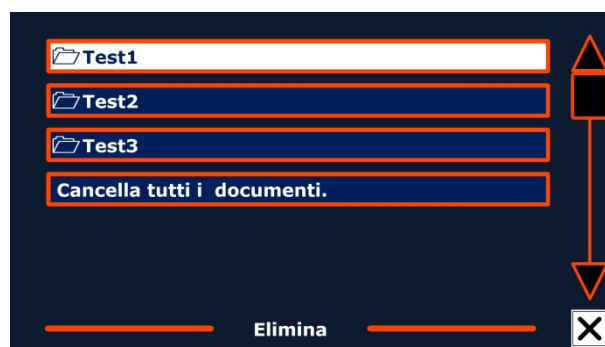 Test1
Test2
Test3
Cancella tutti i  documenti.
Elimina